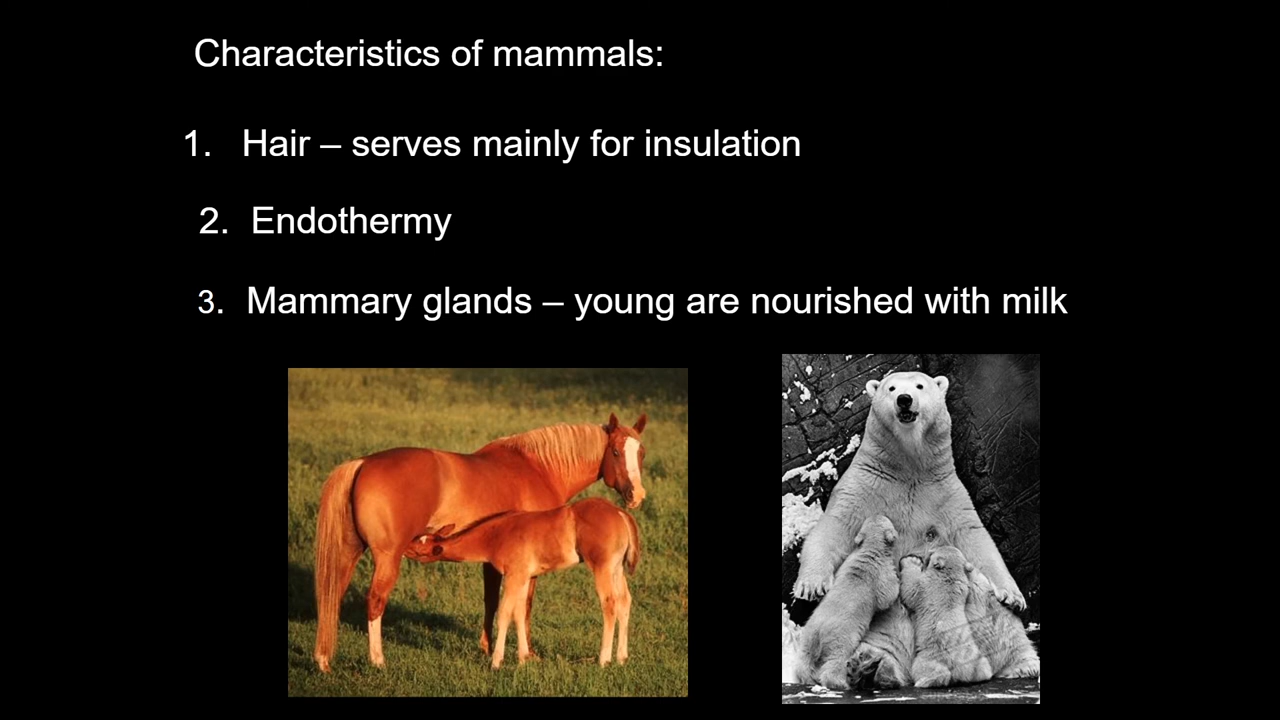 Characteristics of mammals:
1. Hair – serves mainly for insulation
2. Endothermy
3. Mammary glands – young are nourished with milk